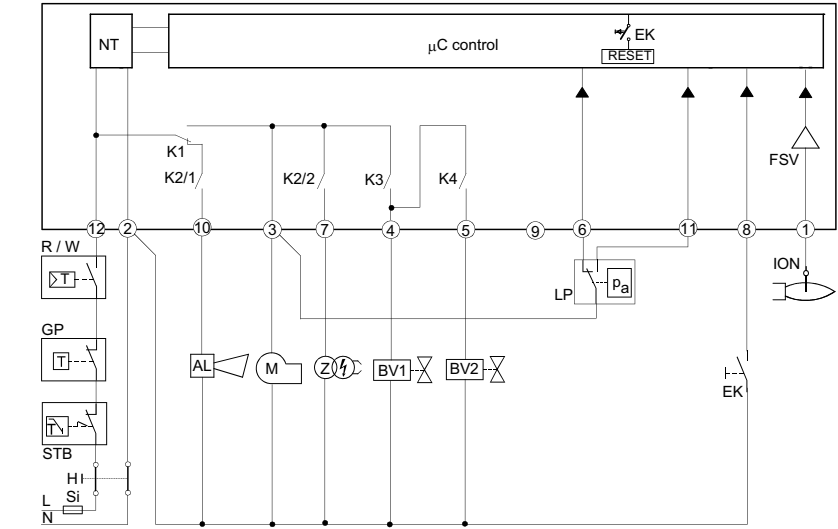 NT
µC control
EK
RESET
FSV
K1
K2/1
K2/2
K3
K4
12
2
10
3
7
4
5
9
6
11
8
1
R / W
T
LP
pa
ION
GP
T
AL
M
Z
BV1
BV2
EK
T
STB
H
L
Si
N